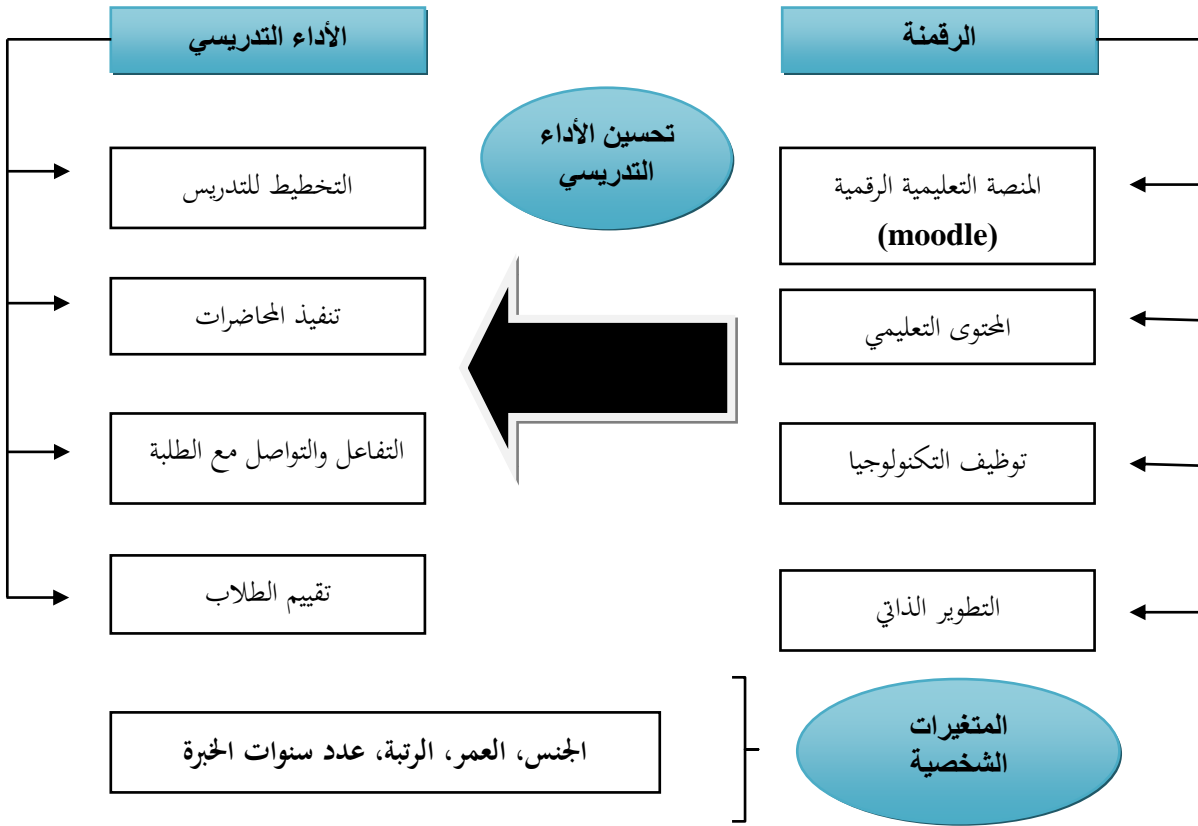 الرقمنة
الأداء التدريسي
تحسين الأداء
التدريسي
المنصة التعليمية الرقمية
(moodle)
التخطيط للتدريس
المحتوى التعليمي
تنفيذ المحاضرات
توظيف التكنولوجيا
التفاعل والتواصل مع الطلبة
التطوير الذاتي
تقييم الطلاب
المتغيرات
الشخصية
الجنس، العمر، الرتبة، عدد سنوات الخبرة